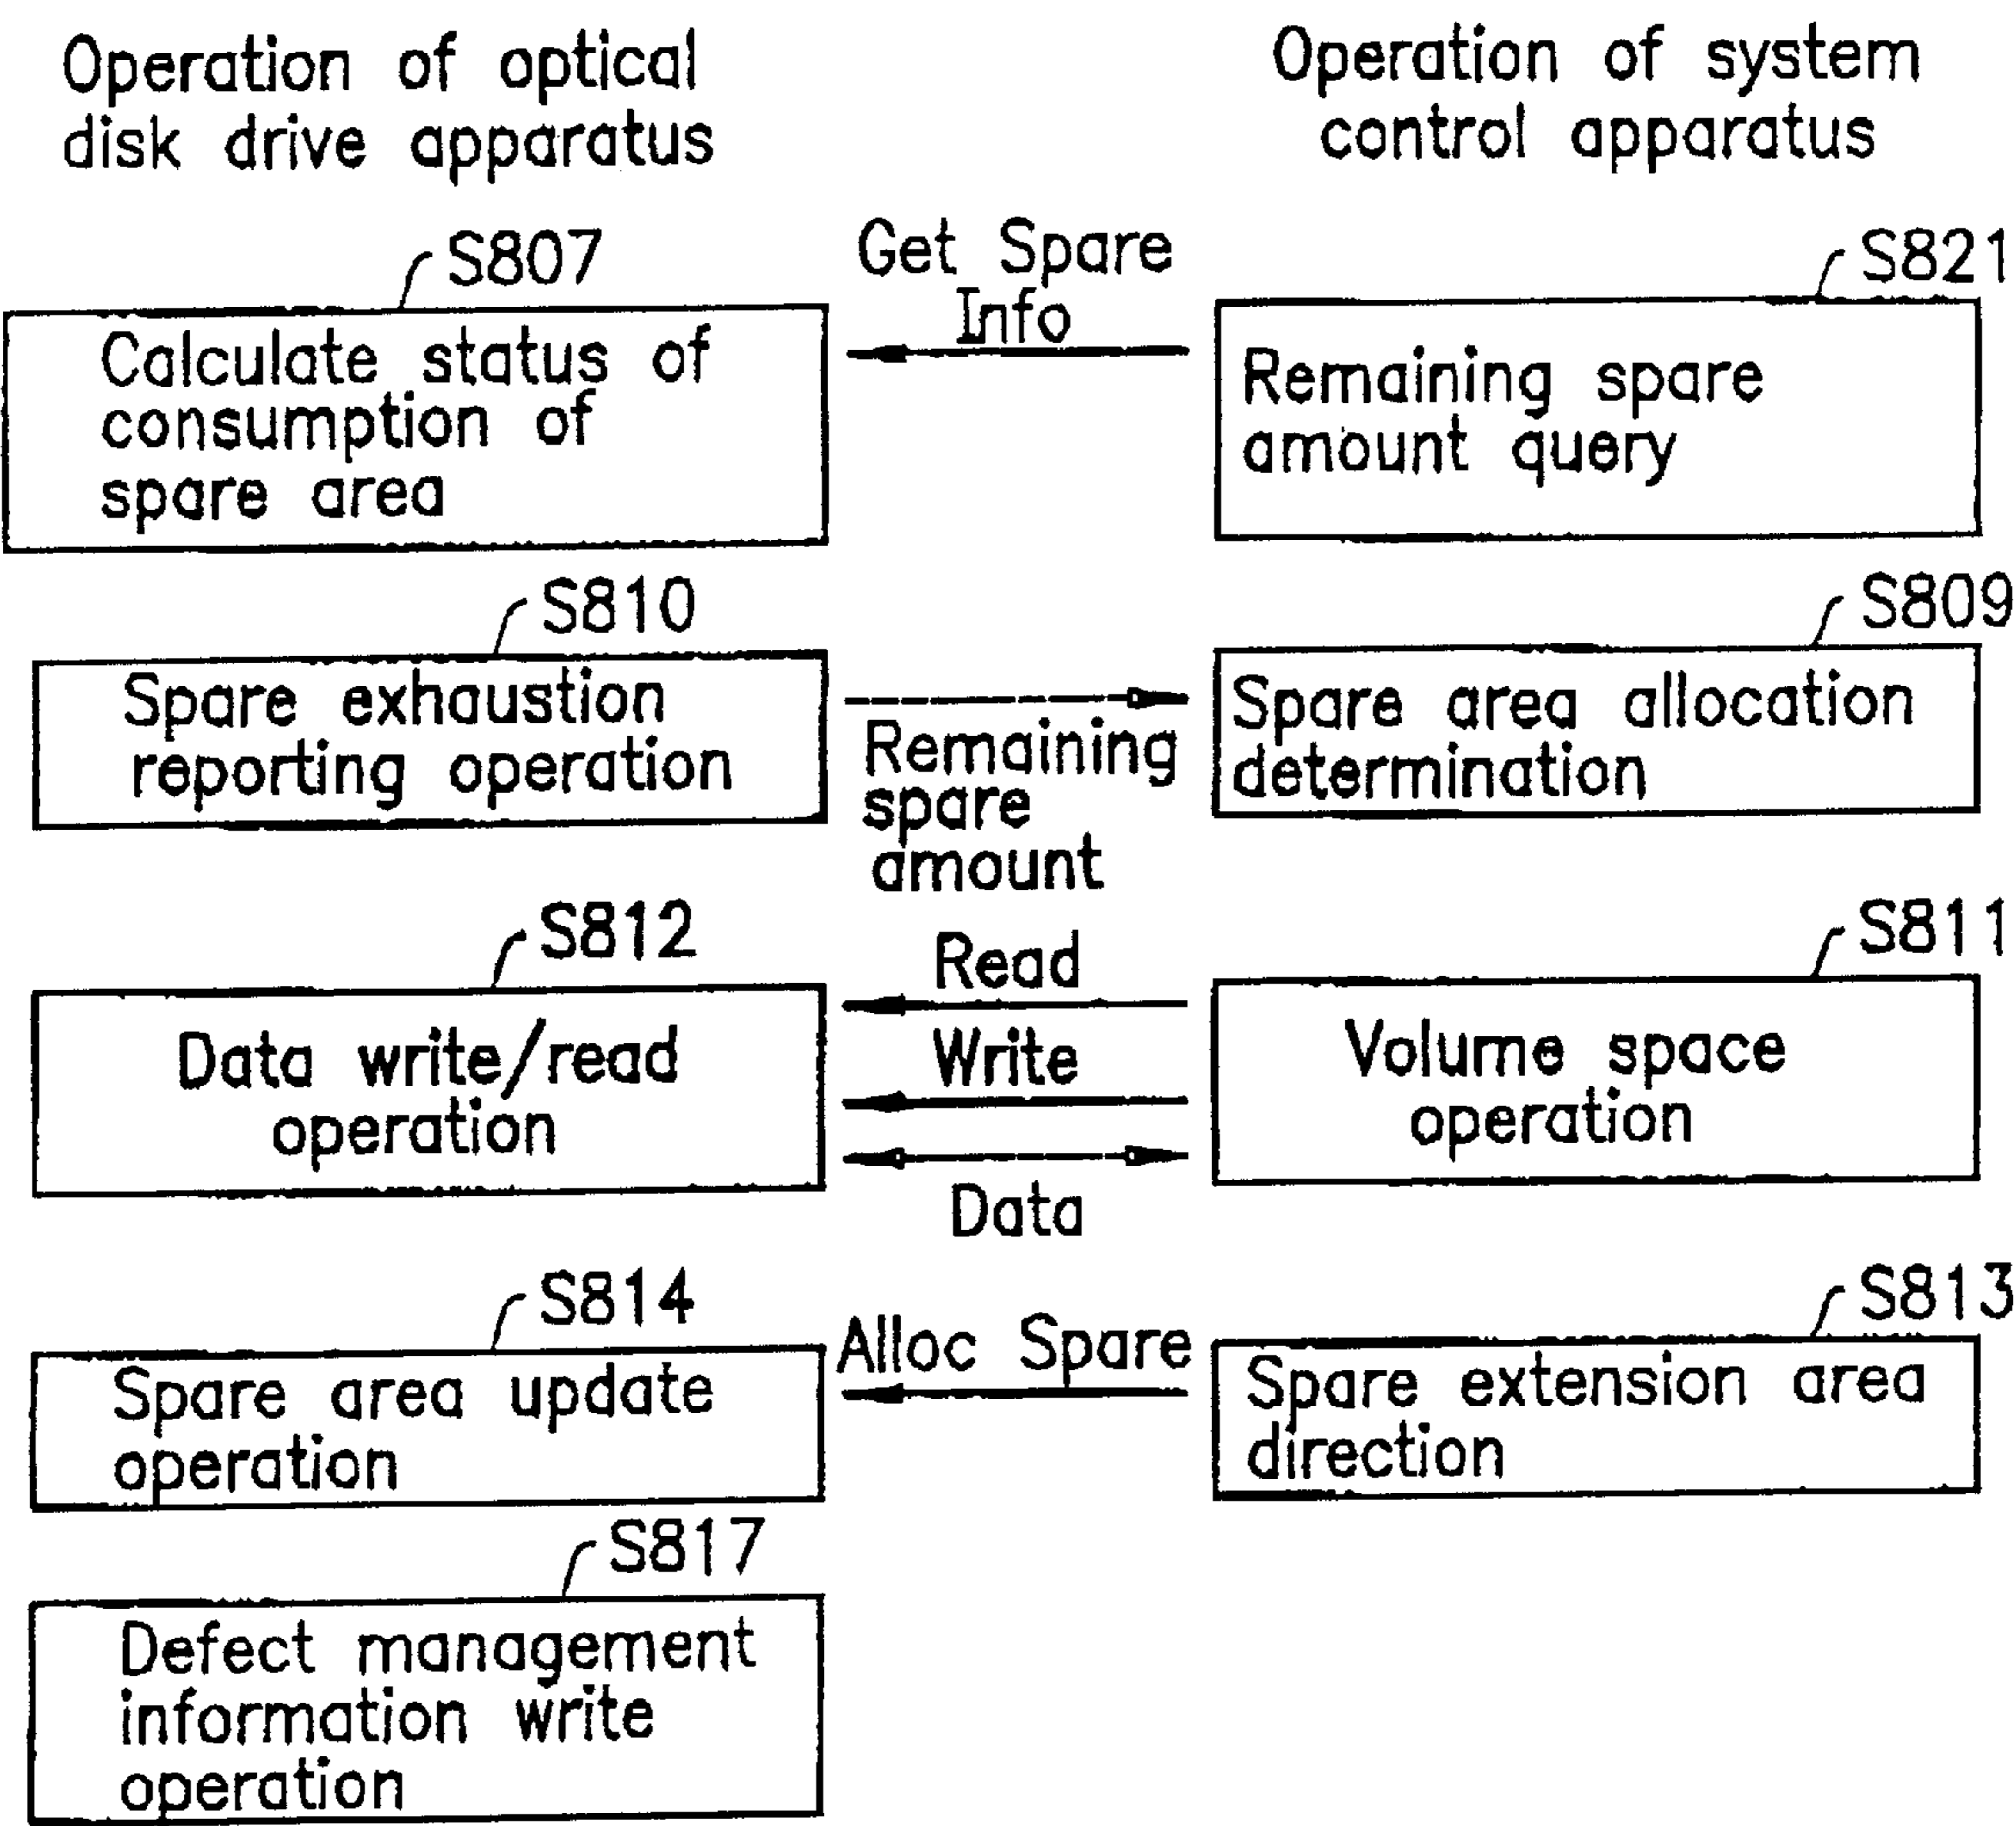 Operation of optical
disk drive apparatus
Operation of system
control apparatus
S807
Calculate status of
consumption of
spare area
Get Spare
Info
S821
Remaining spare
amount query
S810
Spare exhaustion
reporting operation
Remaining
spare
amount
S809
Spare area allocation
determination
S812
Data write/read
operation
Read
Write
Data
S811
Volume space
operation
S814
Spare area update
operation
Alloc Spare
S813
Spare extension area
direction
S817
Defect management
information write
operation